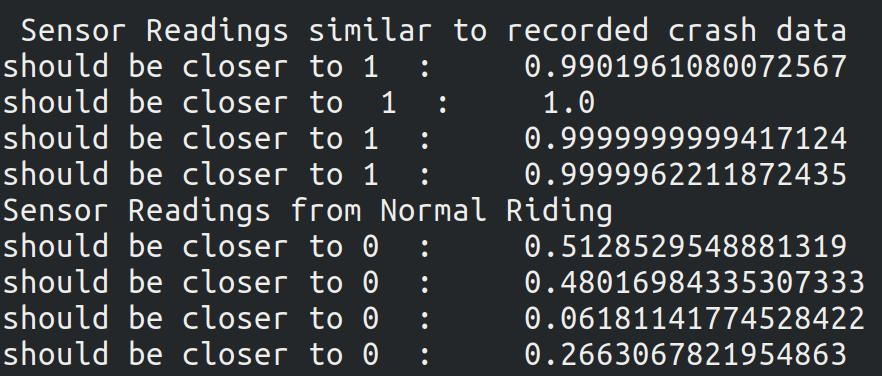 Sensor Readings similar to recorded crash data
should be closer to 1  :     0.9901961080072567
should be closer to  1  :     1.0
should be closer to 1  :     0.9999999999417124
should be closer to 1  :     0.9999962211872435
Sensor Readings from Normal Riding
should be closer to 0  :     0.5128529548881319
should be closer to 0  :     0.48016984335307333
should be closer to 0  :     0.06181141774528422
should be closer to 0  :     0.2663067821954863